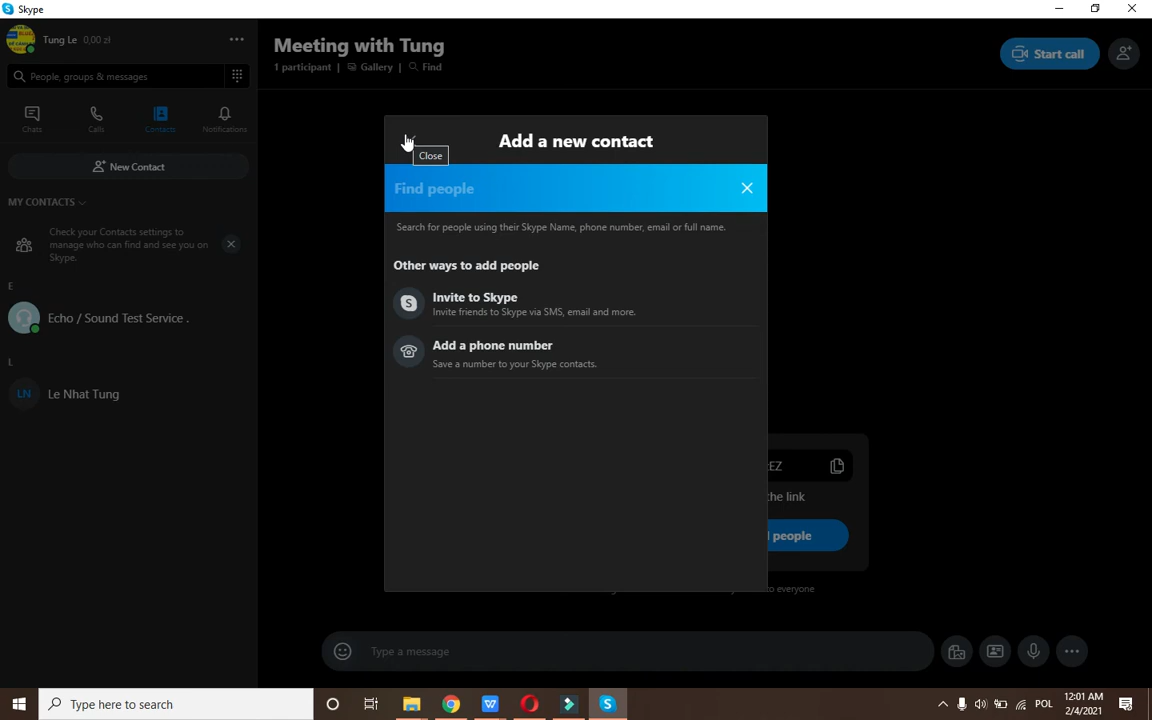 Skype
Tung Le 0,00 zł
People, groups & messages
Chats
Calls
Contacts
Notifications
New Contact
MY CONTACTS
Check your Contacts settings to
manage who can find and see you on
Skype.
E
Echo / Sound Test Service .
L
LN
Le Nhat Tung
Meeting with Tung
1 participant | Gallery | Find
Start call
Add a new contact
Close
Find people
Search for people using their Skype Name, phone number, email or full name.
Other ways to add people
S
Invite to Skype
Invite friends to Skype via SMS, email and more.
Add a phone number
Save a number to your Skype contacts.
EZ
the link
people
to everyone
Type a message
Type here to search
POL
12:01 AM
2/4/2021